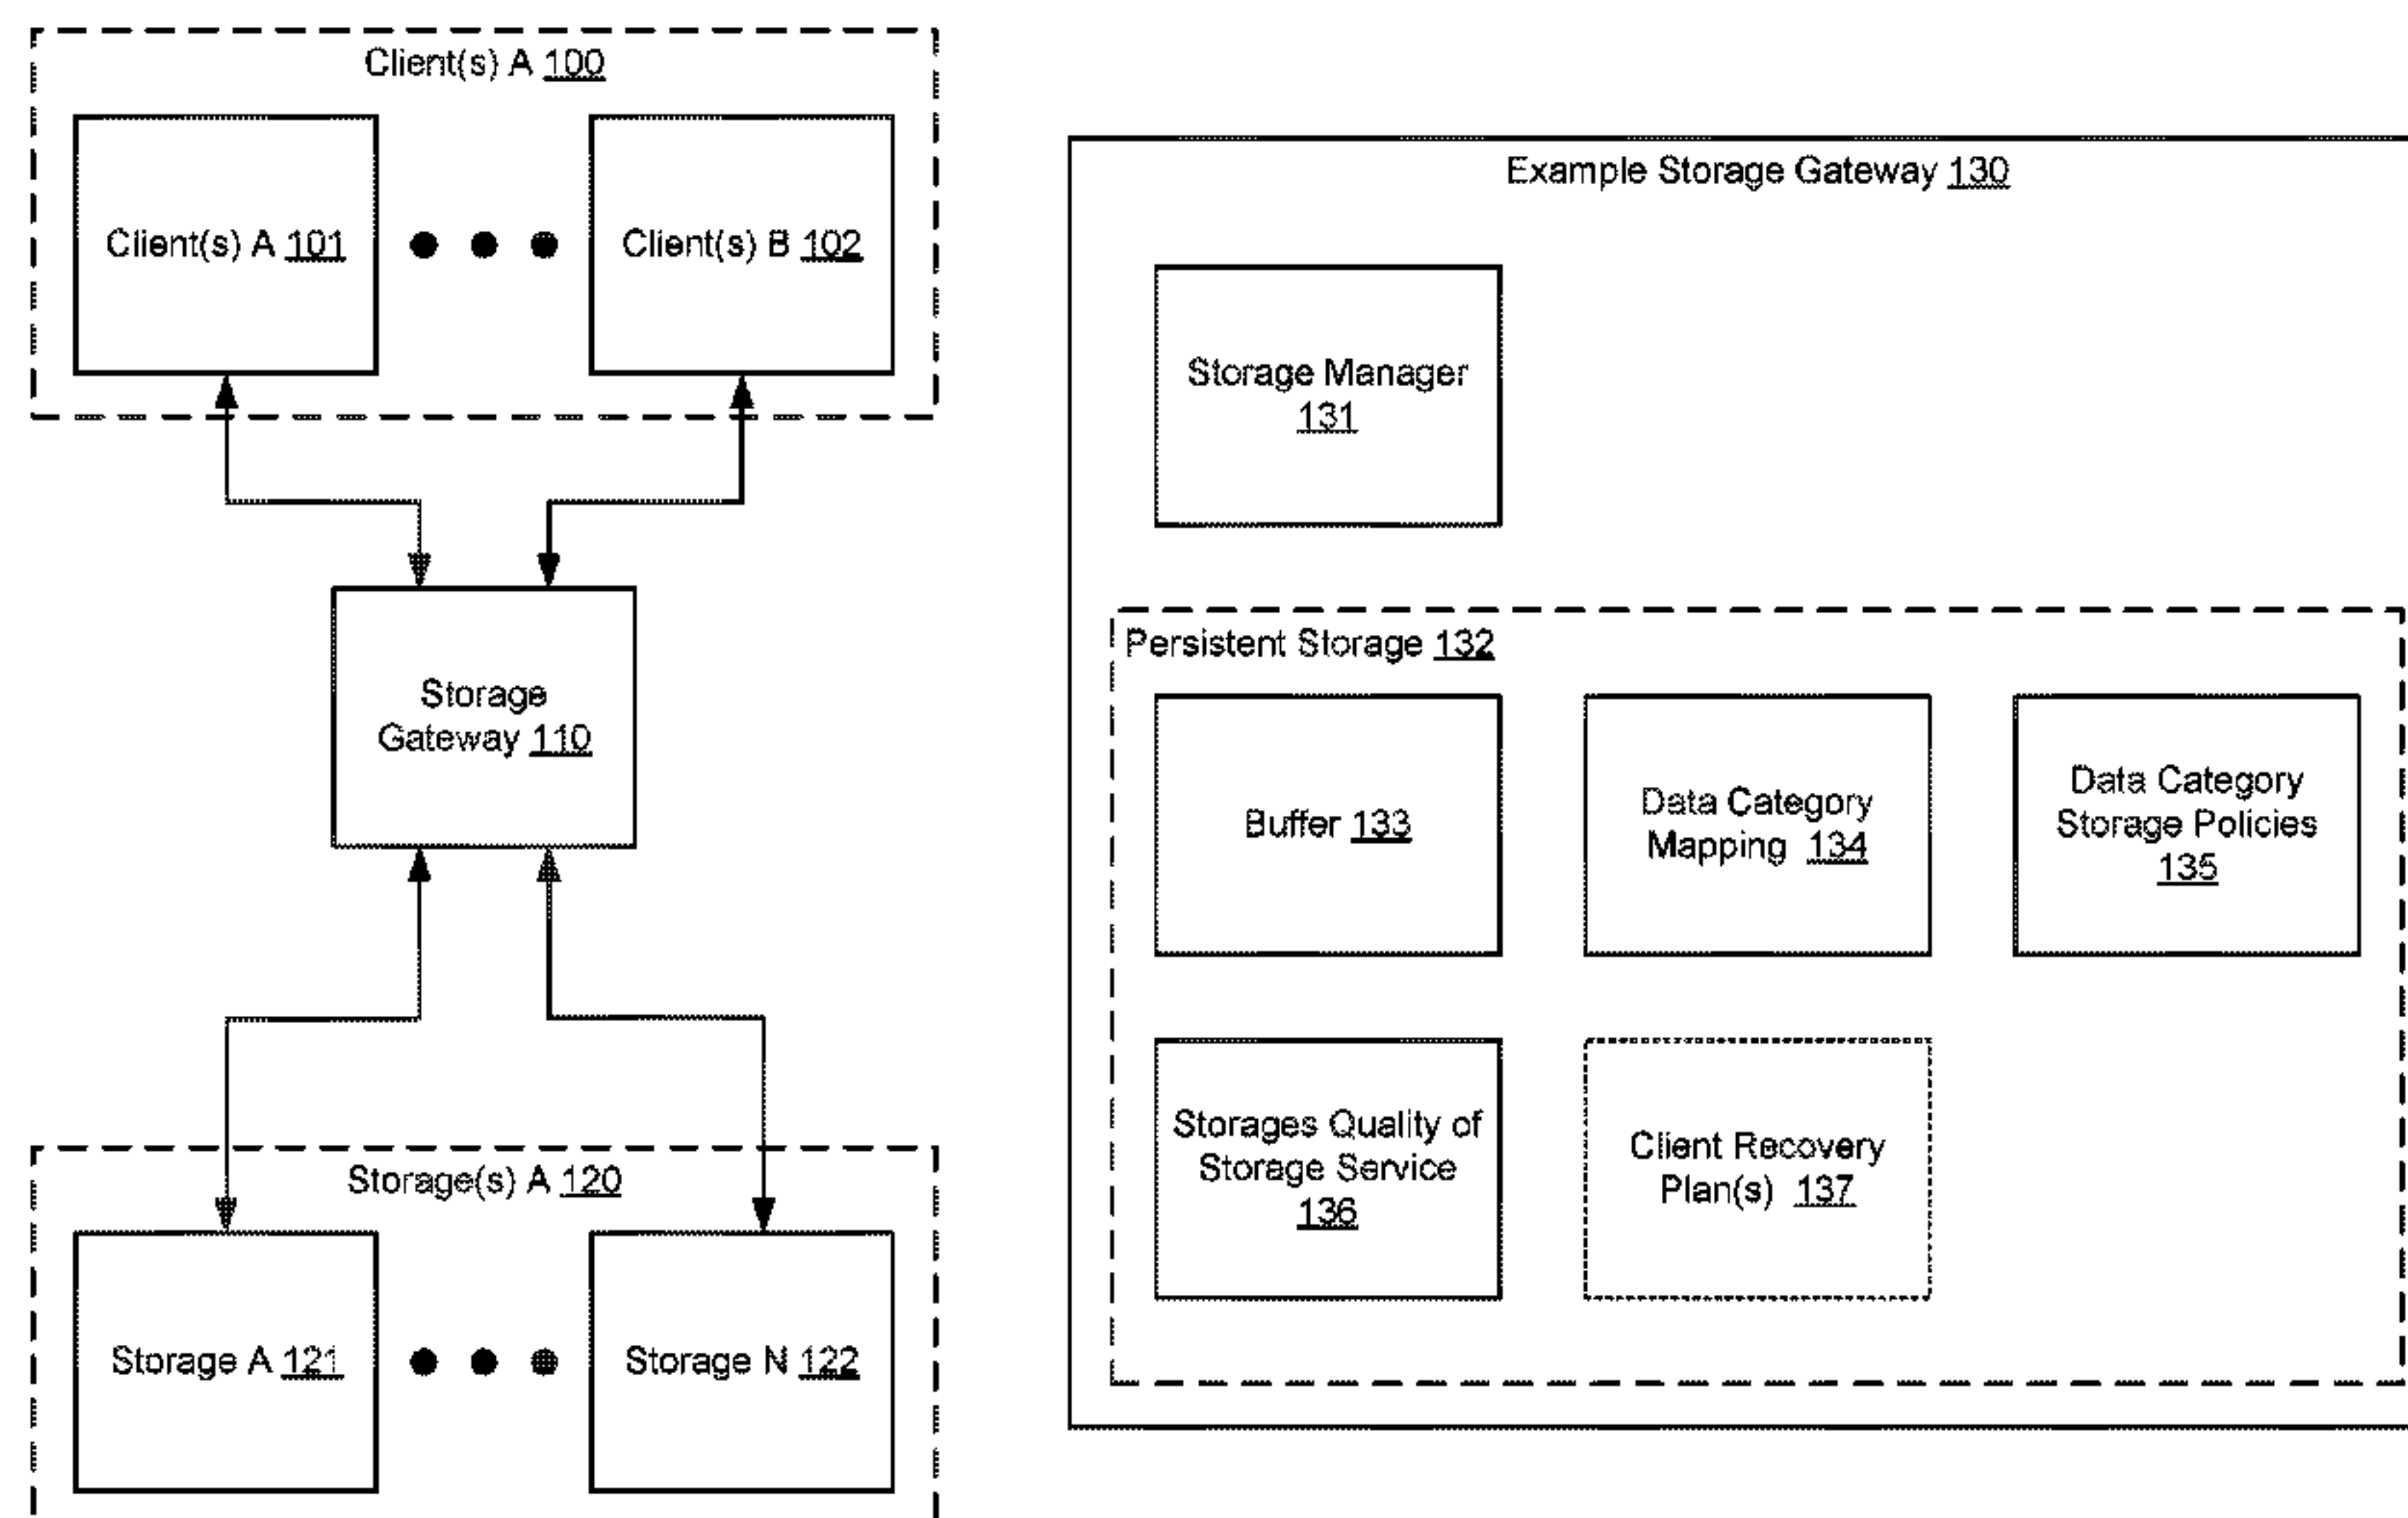 Client(s) A 100
Client(s) A 101
Client(s) B 102
Storage
Gateway 110
Storage(s) A 120
Storage A 121
Storage N 122
Example Storage Gateway 130
Storage Manager
131
Persistent Storage 132
Buffer 133
Data Category
Mapping 134
Data Category
Storage Policies
135
Storages Quality of
Storage Service
136
Client Recovery
Plan(s) 137